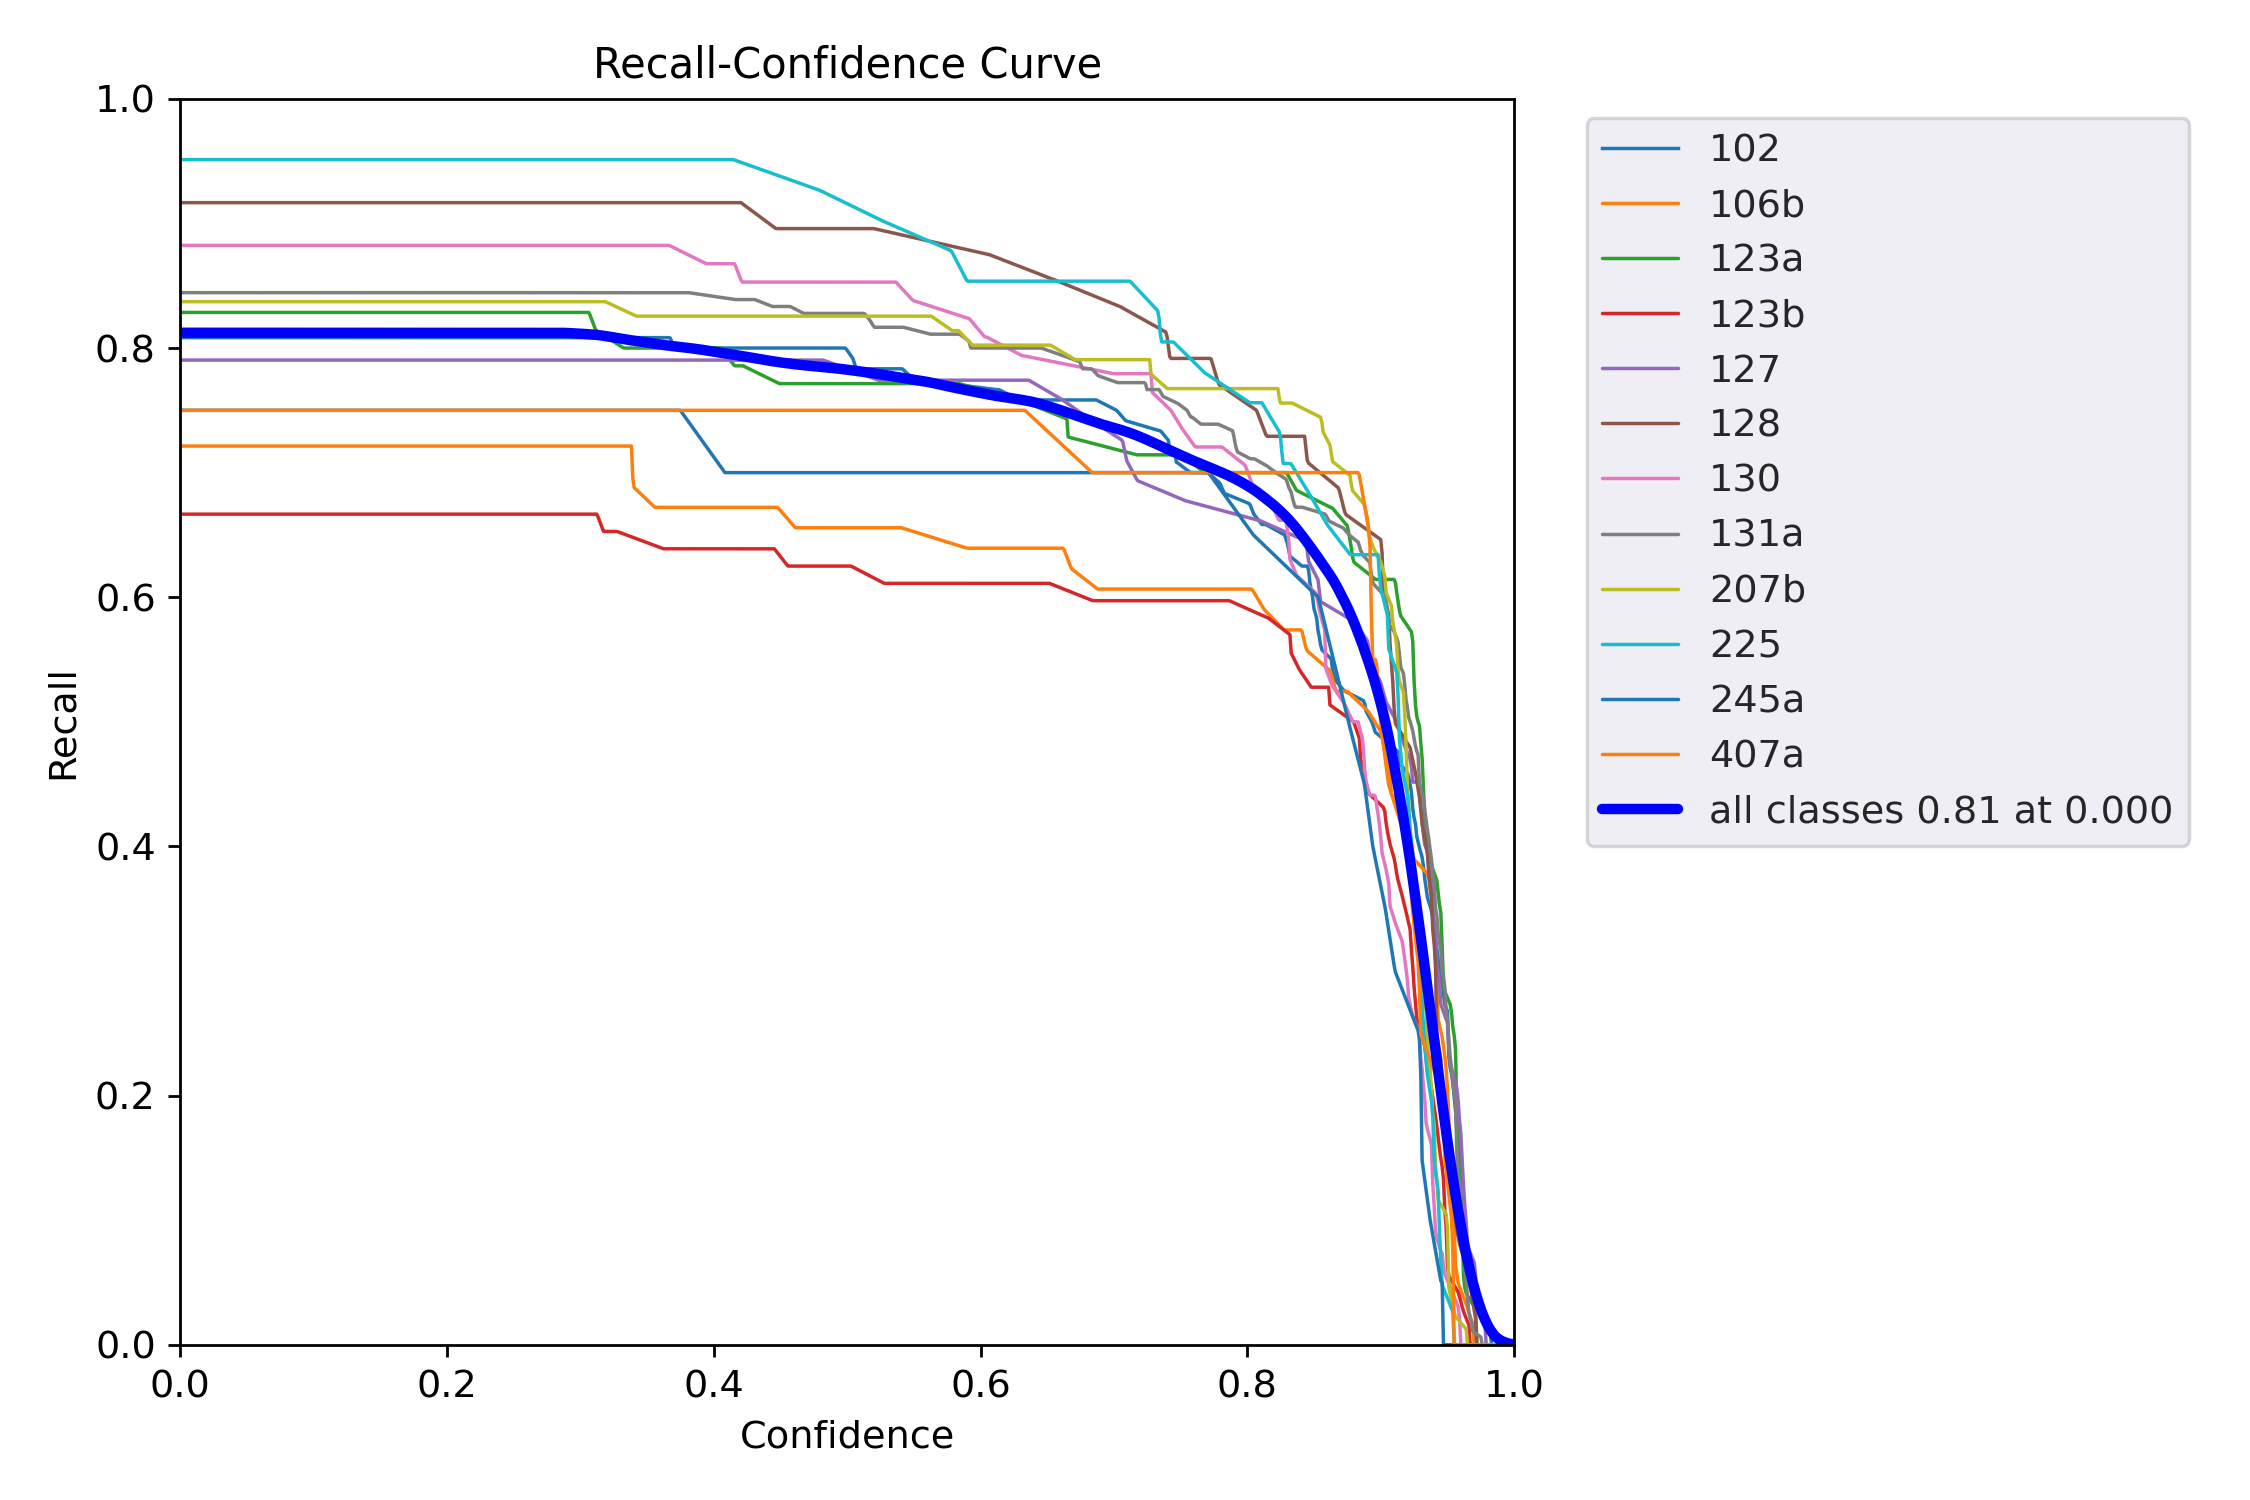 Recall-Confidence Curve
1.0
0.8
0.6
0.4
0.2
0.0
Recall
0.0 0.2 0.4 0.6 0.8 1.0
Confidence
102
106b
123a
123b
127
128
130
131a
207b
225
245a
407a
all classes 0.81 at 0.000